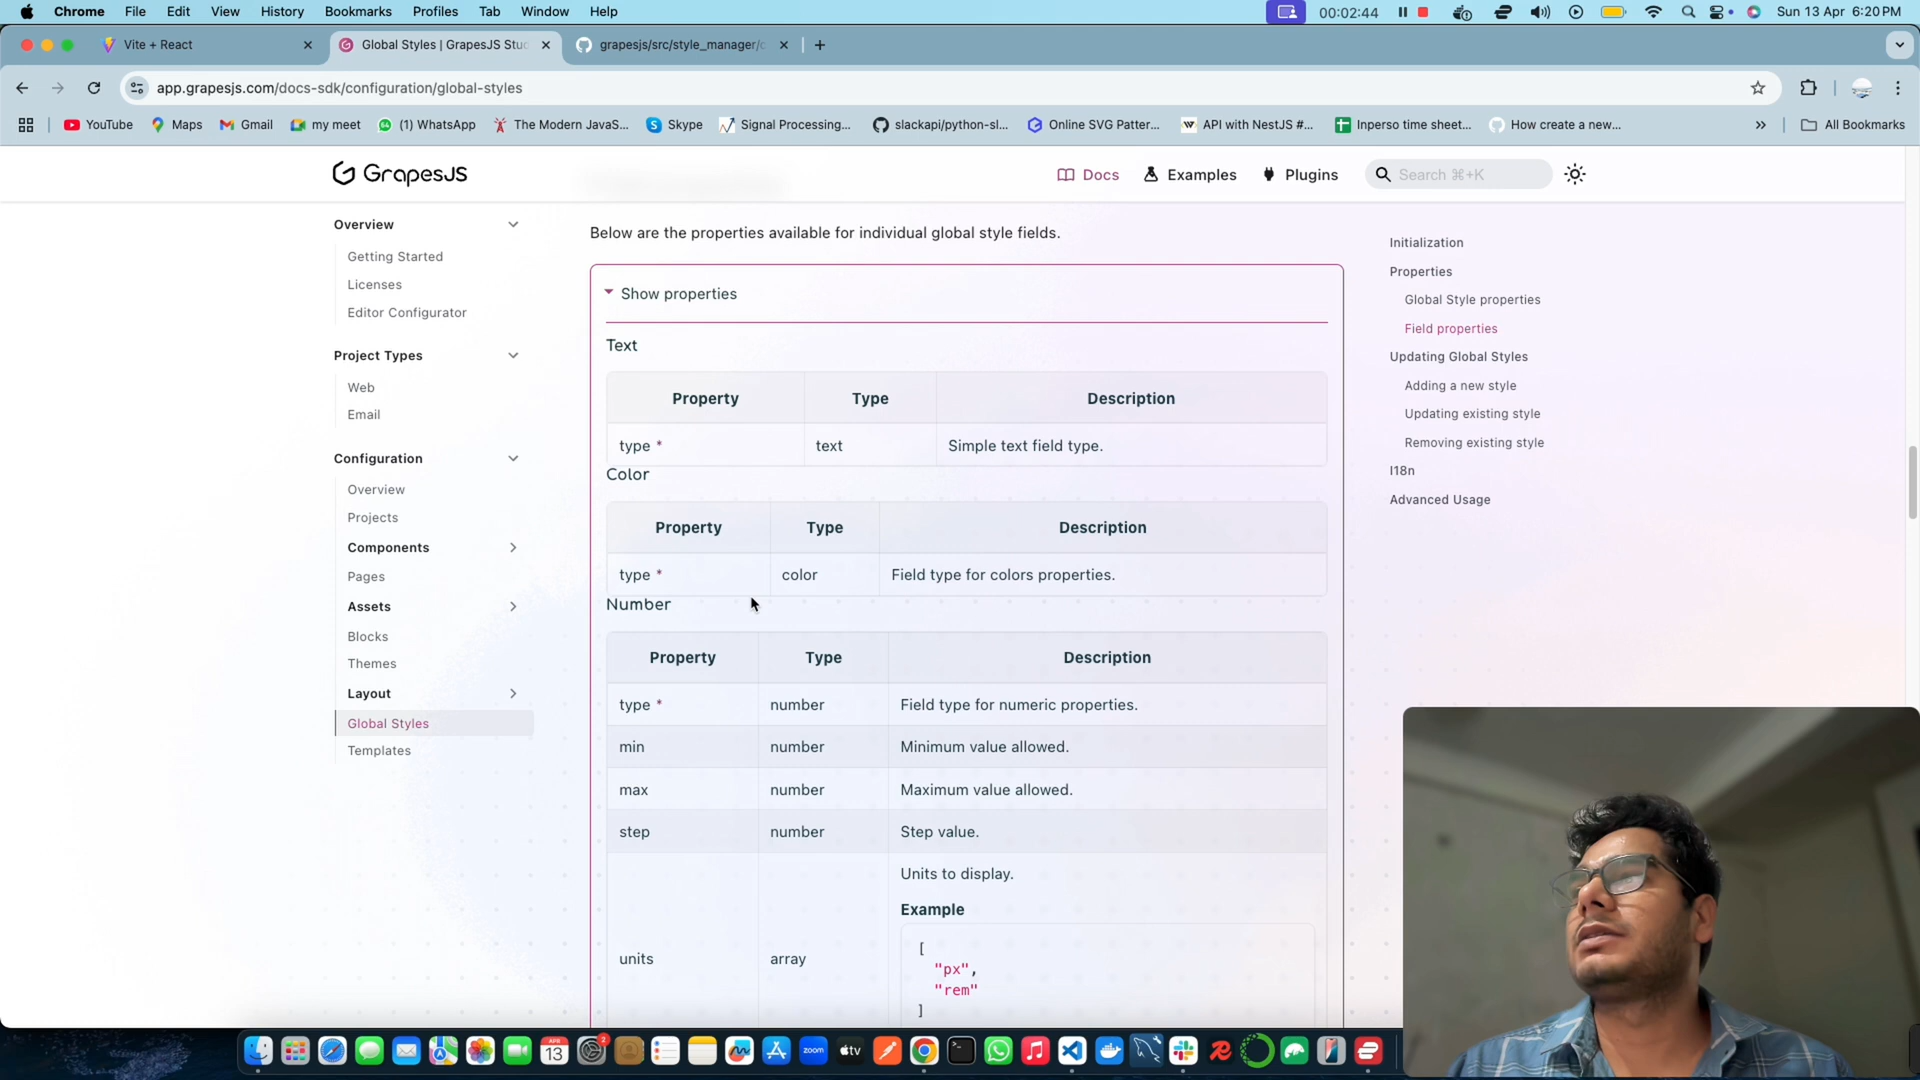 Chrome File Edit View History Bookmarks Profiles Tab Window Help
00:02:44
Sun 13 Apr 6:20 PM
Vite + React
Global Styles | GrapesJS Stu
grapesjs/src/style_manager/c
app.grapesjs.com/docs-sdk/configuration/global-styles
YouTube
Maps
Gmail
my meet
(1) WhatsApp
The Modern JavaS...
Skype
Signal Processing...
slackapi/python-sl...
Online SVG Patter...
API with NestJS #...
Inperso time sheet...
How create a new...
All Bookmarks
GrapesJS
Docs
Examples
Plugins
Search ⌘+K
Overview
Getting Started
Licenses
Editor Configurator
Project Types
Web
Email
Configuration
Overview
Projects
Components
Pages
Assets
Blocks
Themes
Layout
Global Styles
Templates
Below are the properties available for individual global style fields.
Show properties
Text
Property Type Description
type * text Simple text field type.
Color
Property Type Description
type * color Field type for colors properties.
Number
Property Type Description
type * number Field type for numeric properties.
min number Minimum value allowed.
max number Maximum value allowed.
step number Step value.
units array Units to display.
Example
[
"px",
"rem"
]
Initialization
Properties
Global Style properties
Field properties
Updating Global Styles
Adding a new style
Updating existing style
Removing existing style
I18n
Advanced Usage
APR
13
2
zoom
tv